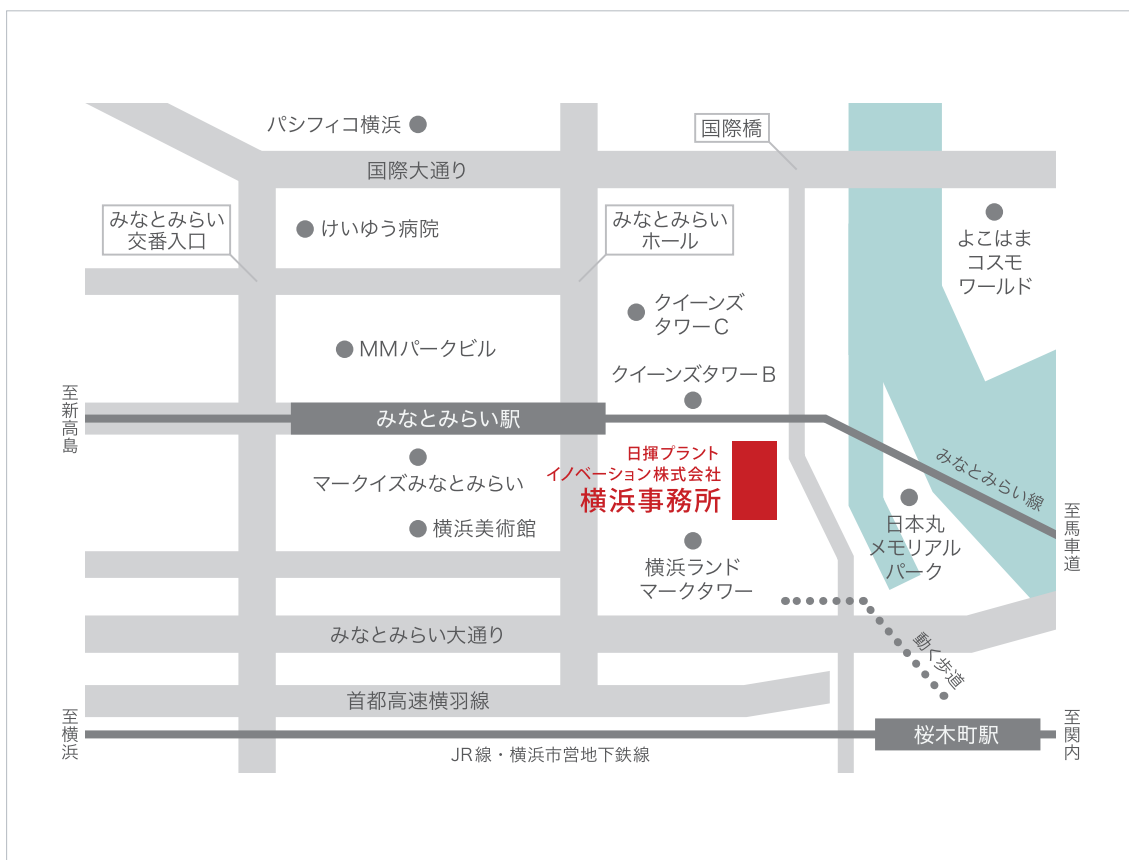 パシフィコ横浜
国際橋
国際大通り
みなとみらい
交番入口
けいゆう病院
みなとみらい
ホール
よこはま
コスモ
ワールド
クイーンズ
タワーC
MMパークビル
クイーンズタワーB
至新高島
みなとみらい駅
日揮プラント
イノベーション株式会社
横浜事務所
みなとみらい線
マークイズみなとみらい
横浜美術館
日本丸
メモリアル
パーク
至馬車道
横浜ランド
マークタワー
みなとみらい大通り
動く歩道
首都高速横羽線
至横浜
桜木町駅
至関内
JR線・横浜市営地下鉄線